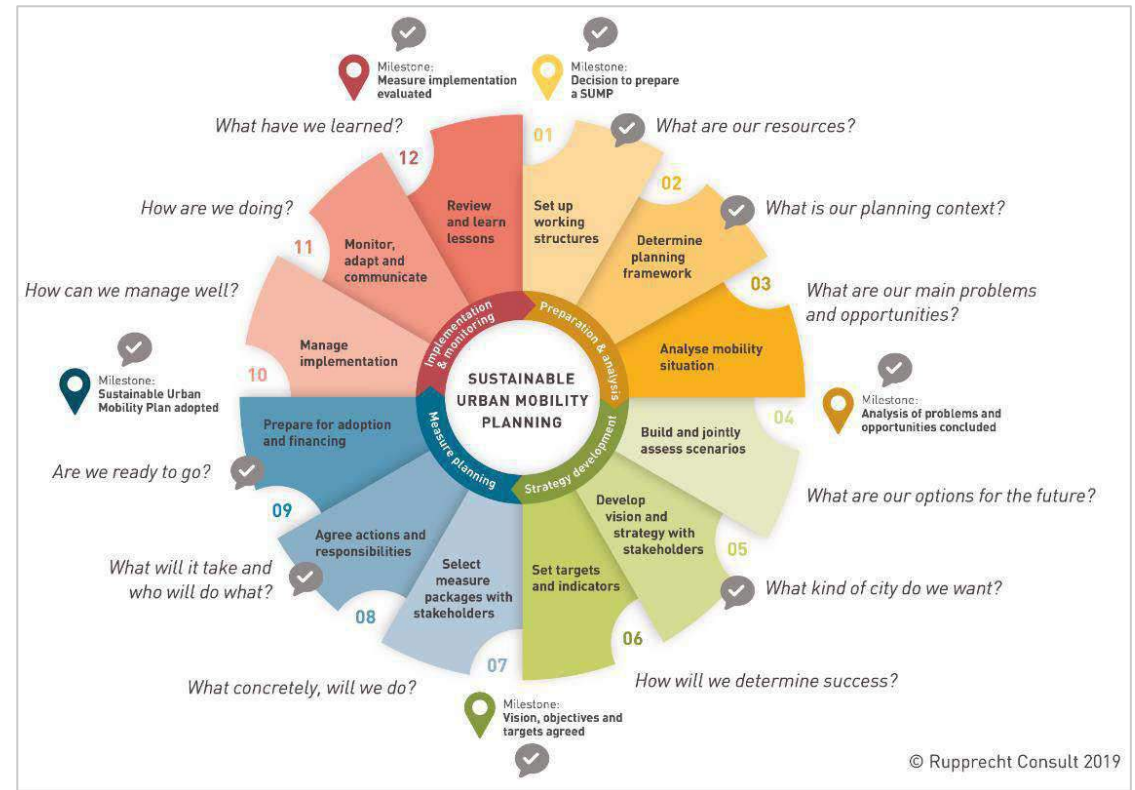 Milestone:
Measure implementation
evaluated
Milestone:
Decision to prepare
a SUMP
What have we learned?
What are our resources?
How are we doing?
What is our planning context?
How can we manage well?
What are our main problems
and opportunities?
01
Set up
working
structures
02
Determine
planning
framework
03
Analyse mobility
situation
Milestone:
Analysis of problems and
opportunities concluded
04
Build and jointly
assess scenarios
What are our options for the future?
05
Develop
vision and
strategy with
stakeholders
What kind of city do we want?
06
Set targets
and indicators
How will we determine success?
Milestone:
Vision, objectives and
targets agreed
07
Select
measure
packages with
stakeholders
What concretely, will we do?
08
Agree actions and
responsibilities
What will it take and
who will do what?
09
Prepare for adoption
and financing
Are we ready to go?
Milestone:
Sustainable Urban
Mobility Plan adopted
10
Manage
implementation
11
Monitor,
adapt and
communicate
12
Review
and learn
lessons
Preparation & analysis
Strategy development
Measure planning
Implementation
& monitoring
SUSTAINABLE
URBAN MOBILITY
PLANNING
© Rupprecht Consult 2019